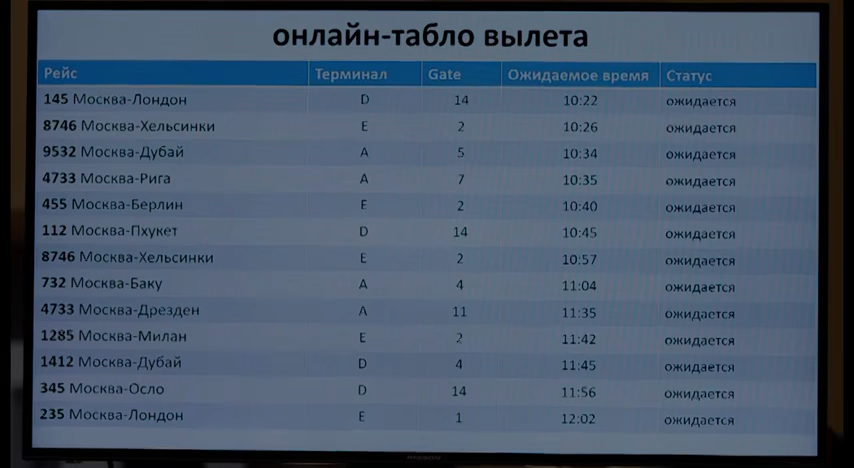 онлайн-табло вылета
Рейс Терминал Gate Ожидаемое время Статус
145 Москва-Лондон D 14 10:22 ожидается
8746 Москва-Хельсинки E 2 10:26 ожидается
9532 Москва-Дубай A 5 10:34 ожидается
4733 Москва-Рига A 7 10:35 ожидается
455 Москва-Берлин E 2 10:40 ожидается
112 Москва-Пхукет D 14 10:45 ожидается
8746 Москва-Хельсинки E 2 10:57 ожидается
732 Москва-Баку A 4 11:04 ожидается
4733 Москва-Дрезден A 11 11:35 ожидается
1285 Москва-Милан E 2 11:42 ожидается
1412 Москва-Дубай D 4 11:45 ожидается
345 Москва-Осло D 14 11:56 ожидается
235 Москва-Лондон E 1 12:02 ожидается